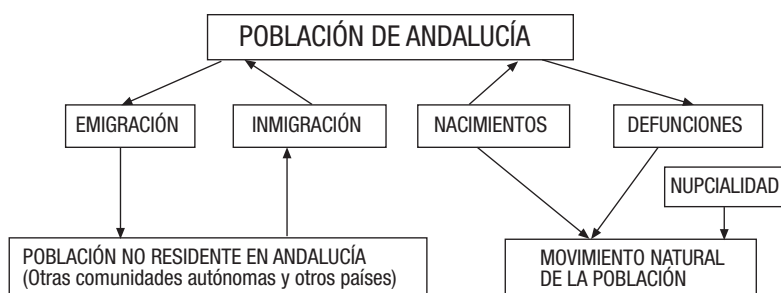 POBLACIÓN DE ANDALUCÍA
EMIGRACIÓN
INMIGRACIÓN
NACIMIENTOS
DEFUNCIONES
NUPCIALIDAD
POBLACIÓN NO RESIDENTE EN ANDALUCÍA
(Otras comunidades autónomas y otros países)
MOVIMIENTO NATURAL
DE LA POBLACIÓN